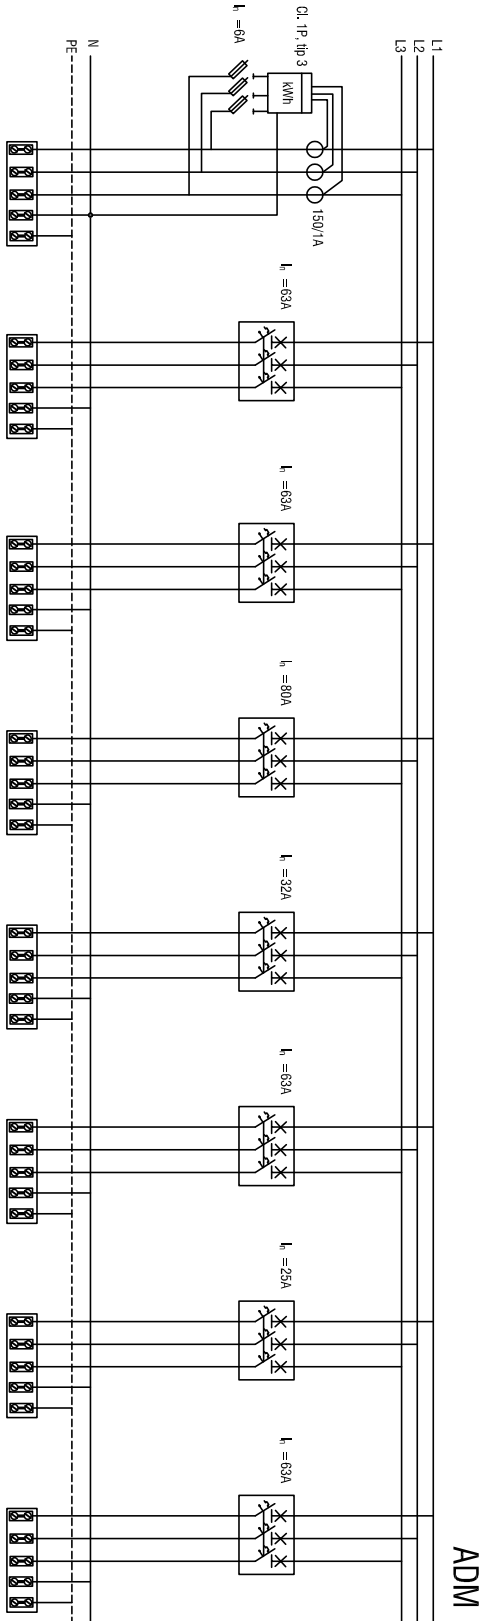 ADM
L1
L2
L3
Cl. 1P, tip 3
kWh
150/1A
In =6A
In =63A
In =63A
In =80A
In =32A
In =63A
In =25A
In =63A
N
PE